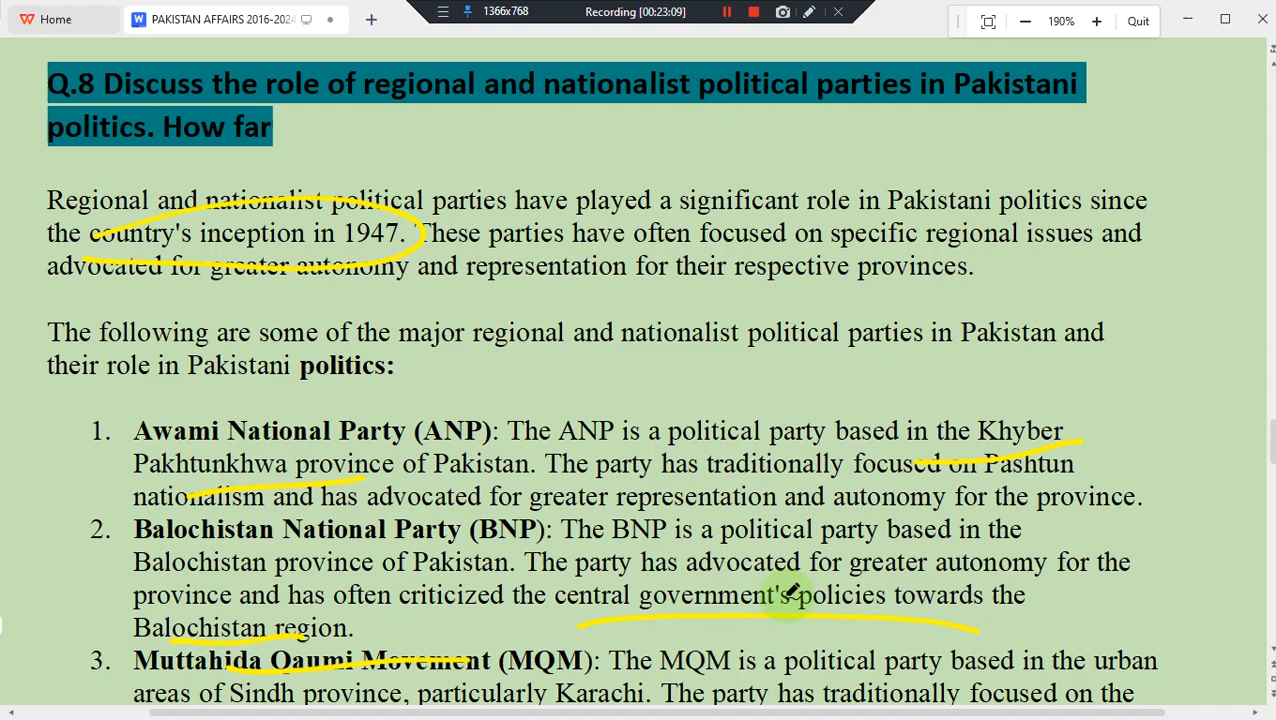 Home
PAKISTAN AFFAIRS 2016-2024
1366x768
Recording [00:23:09]
190%
Quit
Q.8 Discuss the role of regional and nationalist political parties in Pakistani
politics. How far
Regional and nationalist political parties have played a significant role in Pakistani politics since
the country's inception in 1947. These parties have often focused on specific regional issues and
advocated for greater autonomy and representation for their respective provinces.
The following are some of the major regional and nationalist political parties in Pakistan and
their role in Pakistani politics:
1. Awami National Party (ANP): The ANP is a political party based in the Khyber
Pakhtunkhwa province of Pakistan. The party has traditionally focused on Pashtun
nationalism and has advocated for greater representation and autonomy for the province.
2. Balochistan National Party (BNP): The BNP is a political party based in the
Balochistan province of Pakistan. The party has advocated for greater autonomy for the
province and has often criticized the central government's policies towards the
Balochistan region.
3. Muttahida Qaumi Movement (MQM): The MQM is a political party based in the urban
areas of Sindh province, particularly Karachi. The party has traditionally focused on the